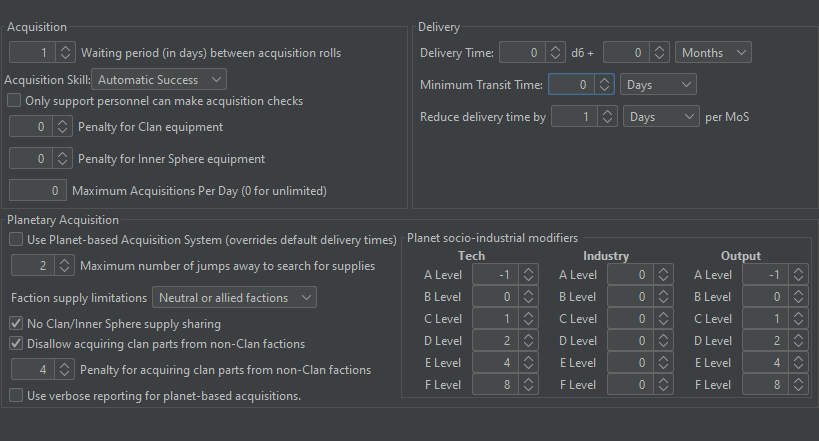 Acquisition
1 Waiting period (in days) between acquisition rolls
Acquisition Skill: Automatic Success
Only support personnel can make acquisition checks
0 Penalty for Clan equipment
0 Penalty for Inner Sphere equipment
0 Maximum Acquisitions Per Day (0 for unlimited)
Delivery
Delivery Time: 0 d6 + 0 Months
Minimum Transit Time: 0 Days
Reduce delivery time by 1 Days per MoS
Planetary Acquisition
Use Planet-based Acquisition System (overrides default delivery times)
2 Maximum number of jumps away to search for supplies
Faction supply limitations Neutral or allied factions
No Clan/Inner Sphere supply sharing
Disallow acquiring clan parts from non-Clan factions
4 Penalty for acquiring clan parts from non-Clan factions
Use verbose reporting for planet-based acquisitions.
Planet socio-industrial modifiers
Tech Industry Output
A Level -1 A Level 0 A Level -1
B Level 0 B Level 0 B Level 0
C Level 1 C Level 0 C Level 1
D Level 2 D Level 0 D Level 2
E Level 4 E Level 0 E Level 4
F Level 8 F Level 0 F Level 8